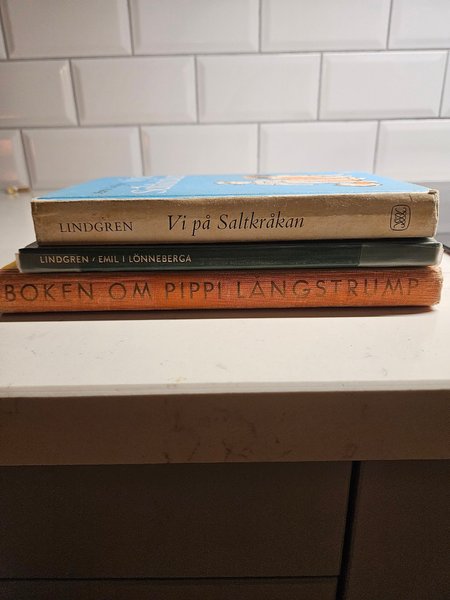 LINDGREN Vi på Saltkråkan
LINDGREN / EMIL I LÖNNEBERGA
BOKEN OM PIPPI LÅNGSTRUMP